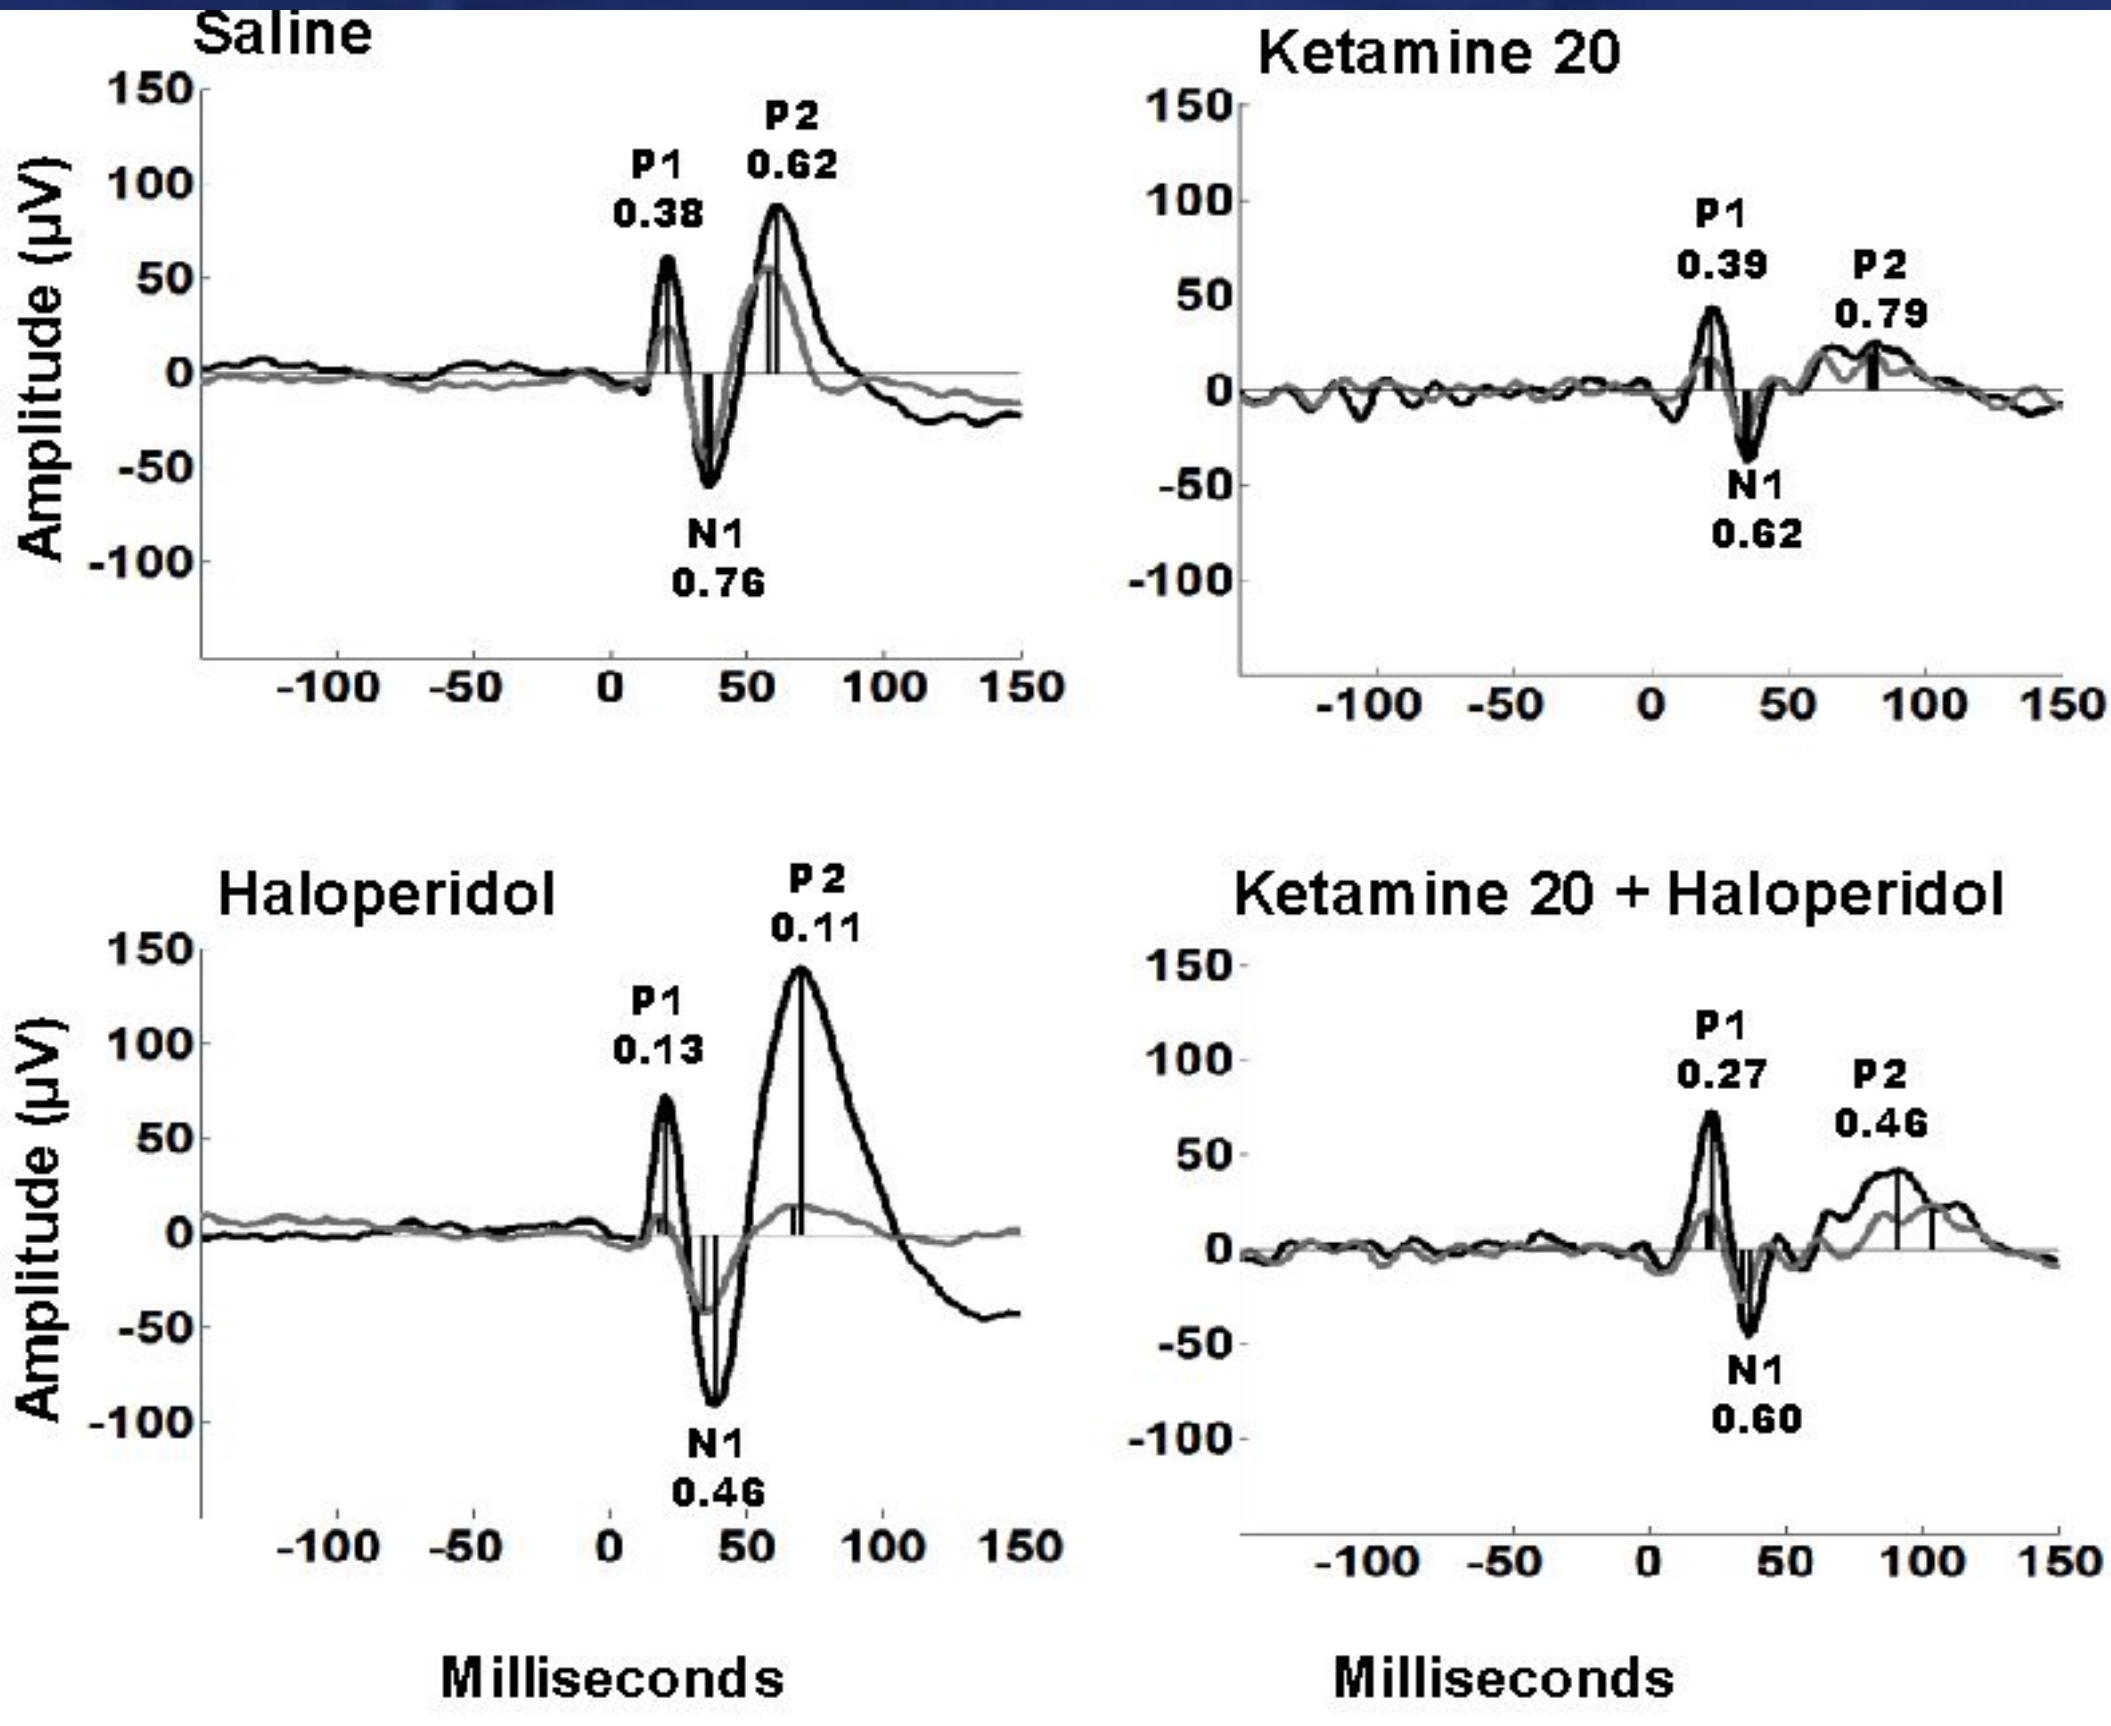 Saline
Amplitude (µV)
150
100
50
0
-50
-100
P1
0.38
P2
0.62
N1
0.76
-100 -50 0 50 100 150
Ketamine 20
150
100
50
0
-50
-100
P1
0.39
P2
0.79
N1
0.62
-100 -50 0 50 100 150
Haloperidol
Amplitude (µV)
150
100
50
0
-50
-100
P1
0.13
P2
0.11
N1
0.46
-100 -50 0 50 100 150
Milliseconds
Ketamine 20 + Haloperidol
150
100
50
0
-50
-100
P1
0.27
P2
0.46
N1
0.60
-100 -50 0 50 100 150
Milliseconds